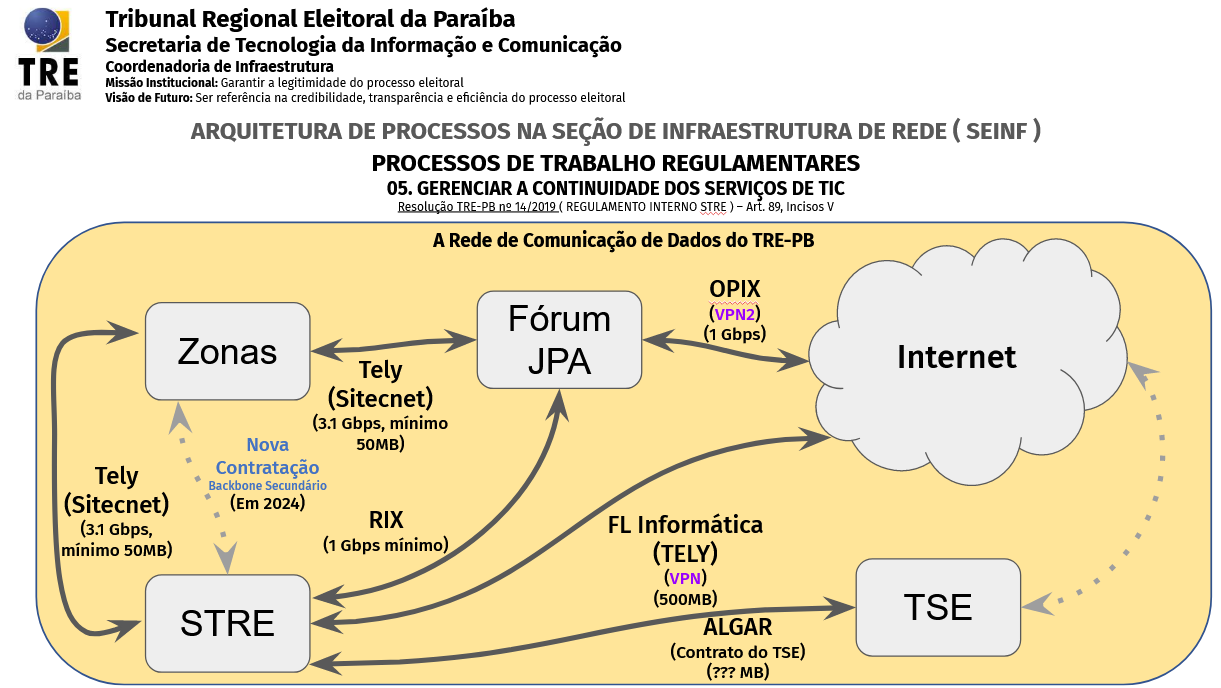 Tribunal Regional Eleitoral da Paraíba
Secretaria de Tecnologia da Informação e Comunicação
Coordenadoria de Infraestrutura
Missão Institucional: Garantir a legitimidade do processo eleitoral
Visão de Futuro: Ser referência na credibilidade, transparência e eficiência do processo eleitoral
TRE
da Paraíba
ARQUITETURA DE PROCESSOS NA SEÇÃO DE INFRAESTRUTURA DE REDE ( SEINF )
PROCESSOS DE TRABALHO REGULAMENTARES
05. GERENCIAR A CONTINUIDADE DOS SERVIÇOS DE TIC
Resolução TRE-PB nº 14/2019 ( REGULAMENTO INTERNO STRE ) – Art. 89, Incisos V
A Rede de Comunicação de Dados do TRE-PB
Zonas
Tely
(Sitecnet)
(3.1 Gbps, mínimo
50MB)
Fórum
JPA
OPIX
(VPN2)
(1 Gbps)
Internet
Tely
(Sitecnet)
(3.1 Gbps,
mínimo 50MB)
Nova
Contratação
Backbone Secundário
(Em 2024)
RIX
(1 Gbps mínimo)
FL Informática
(TELY)
(VPN)
(500MB)
STRE
ALGAR
(Contrato do TSE)
(??? MB)
TSE